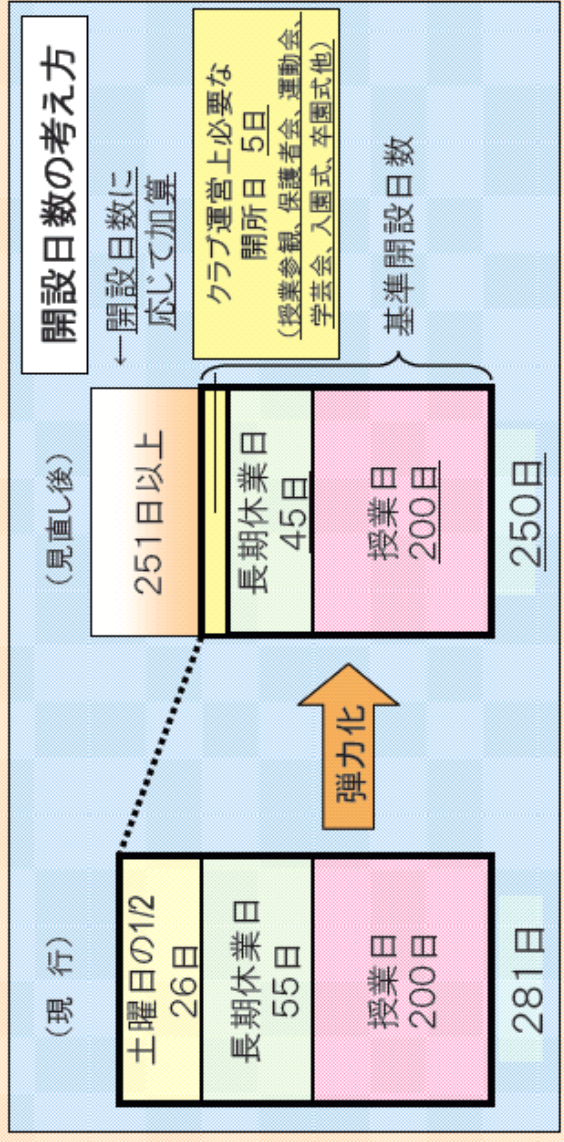 開設日数の考え方
(現 行)
土曜日の1/2
26日
長期休業日
55日
授業日
200日
281日
弾力化
(見直し後)
251日以上
長期休業日
45日
授業日
200日
250日
←開設日数に
応じて加算
クラブ運営上必要な
開所日 5日
(授業参観、保護者会、運動会、
学芸会、入園式、卒園式他)
基準開設日数